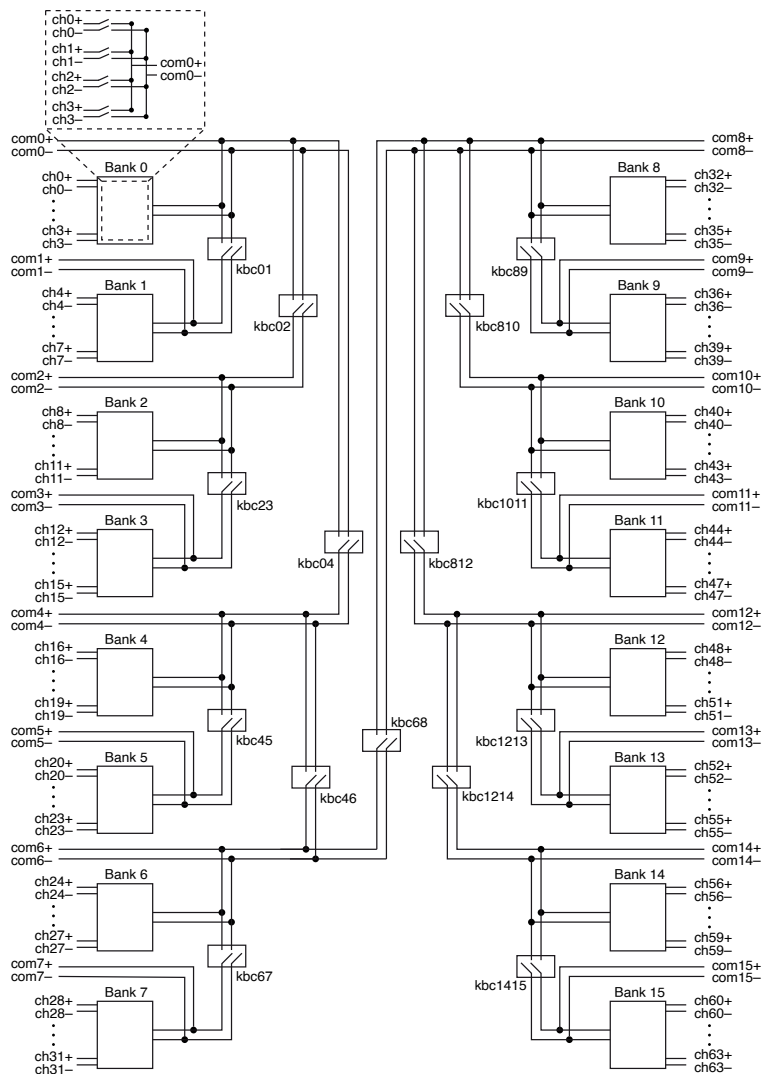 ch0+
ch0–
ch1+
ch1–
ch2+
ch2–
ch3+
ch3–
com0+
com0–
com0+
com0–
Bank 0
ch0+
ch0–
ch3+
ch3–
kbc01
com1+
com1–
Bank 1
ch4+
ch4–
ch7+
ch7–
kbc02
com2+
com2–
Bank 2
ch8+
ch8–
ch11+
ch11–
kbc23
com3+
com3–
Bank 3
ch12+
ch12–
ch15+
ch15–
kbc04
com4+
com4–
Bank 4
ch16+
ch16–
ch19+
ch19–
kbc45
com5+
com5–
Bank 5
ch20+
ch20–
ch23+
ch23–
kbc46
kbc68
com6+
com6–
Bank 6
ch24+
ch24–
ch27+
ch27–
kbc67
com7+
com7–
Bank 7
ch28+
ch28–
ch31+
ch31–
com8+
com8–
Bank 8
ch32+
ch32–
ch35+
ch35–
kbc89
com9+
com9–
Bank 9
ch36+
ch36–
ch39+
ch39–
kbc810
com10+
com10–
Bank 10
ch40+
ch40–
ch43+
ch43–
kbc1011
com11+
com11–
Bank 11
ch44+
ch44–
ch47+
ch47–
kbc812
com12+
com12–
Bank 12
ch48+
ch48–
ch51+
ch51–
kbc1213
com13+
com13–
Bank 13
ch52+
ch52–
ch55+
ch55–
kbc1214
com14+
com14–
Bank 14
ch56+
ch56–
ch59+
ch59–
kbc1415
com15+
com15–
Bank 15
ch60+
ch60–
ch63+
ch63–